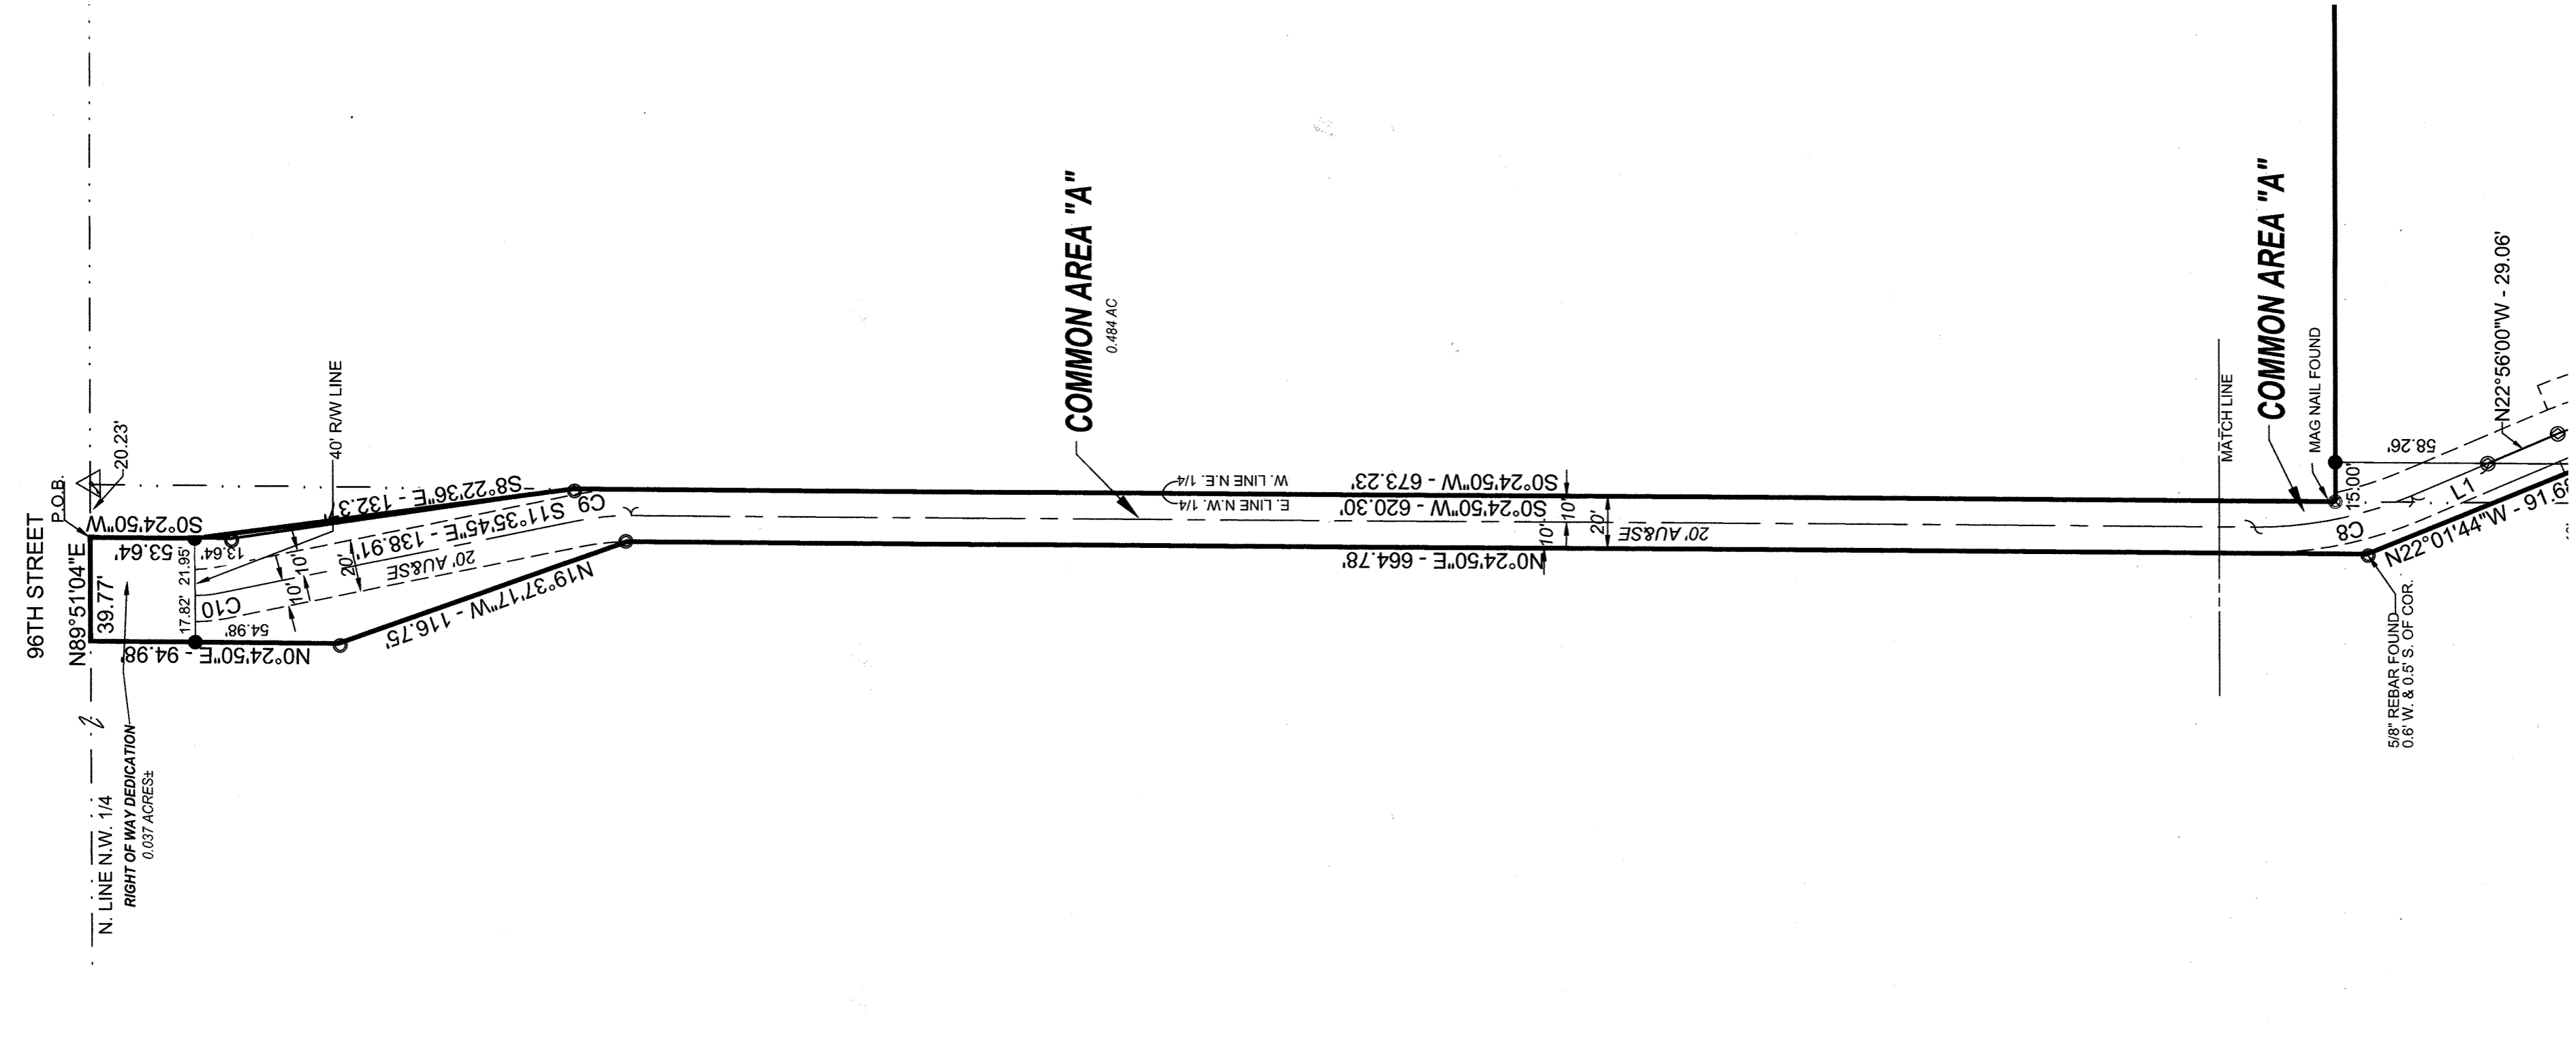 96TH STREET
P.O.B.
20.23'
N89°51'04"E
39.77'
S0°24'50"W
53.64'
13.64'
21.95'
17.82'
C10
54.98'
N0°24'50"E - 94.98'
N. LINE N.W. 1/4
RIGHT OF WAY DEDICATION
0.037 ACRES±
40' R/W LINE
S8°22'36"E - 132.3
S11°35'45"E - 138.91'
C9
10'
10'
20'
20' AU&SE
N19°37'17"W - 116.75'
COMMON AREA "A"
0.484 AC
W. LINE N.E. 1/4
E. LINE N.W. 1/4
S0°24'50"W - 673.23'
S0°24'50"W - 620.30'
N0°24'50"E - 664.78'
10'
10'
20'
20' AU&SE
MATCH LINE
COMMON AREA "A"
MAG NAIL FOUND
15.00'
58.26'
N22°56'00"W - 29.06'
L1
C8
N22°01'44"W - 91.6
5/8" REBAR FOUND
0.6' W. & 0.5' S. OF COR.